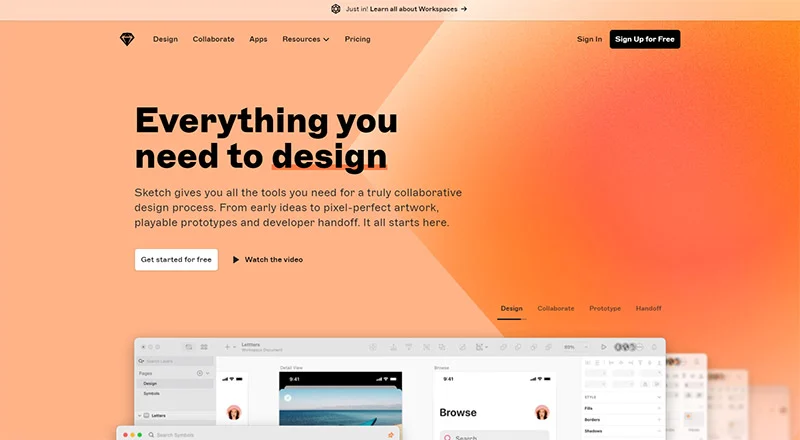 Just in! Learn all about Workspaces →
Design Collaborate Apps Resources Pricing Sign In Sign Up for Free
Everything you
need to design
Sketch gives you all the tools you need for a truly collaborative
design process. From early ideas to pixel-perfect artwork,
playable prototypes and developer handoff. It all starts here.
Get started for free Watch the video
Design Collaborate Prototype Handoff
Letters
Workspace Document
Search Layers
Pages
Design
Symbols
Letters
Search Symbols
Detail View
9:41
Browse
9:41
Browse
Search
STYLE
Fills
Borders
Shadows